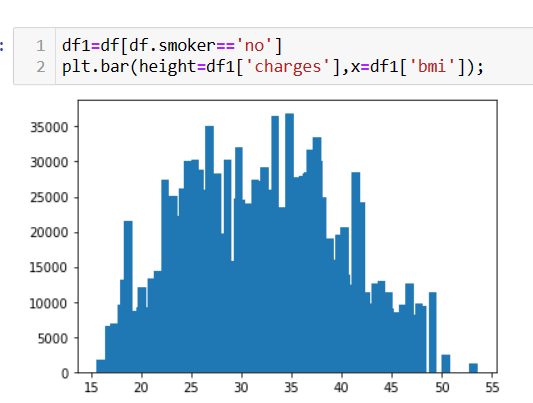 : 1 df1=df[df.smoker=='no']
2 plt.bar(height=df1['charges'],x=df1['bmi']);
35000
30000
25000
20000
15000
10000
5000
0
15 20 25 30 35 40 45 50 55